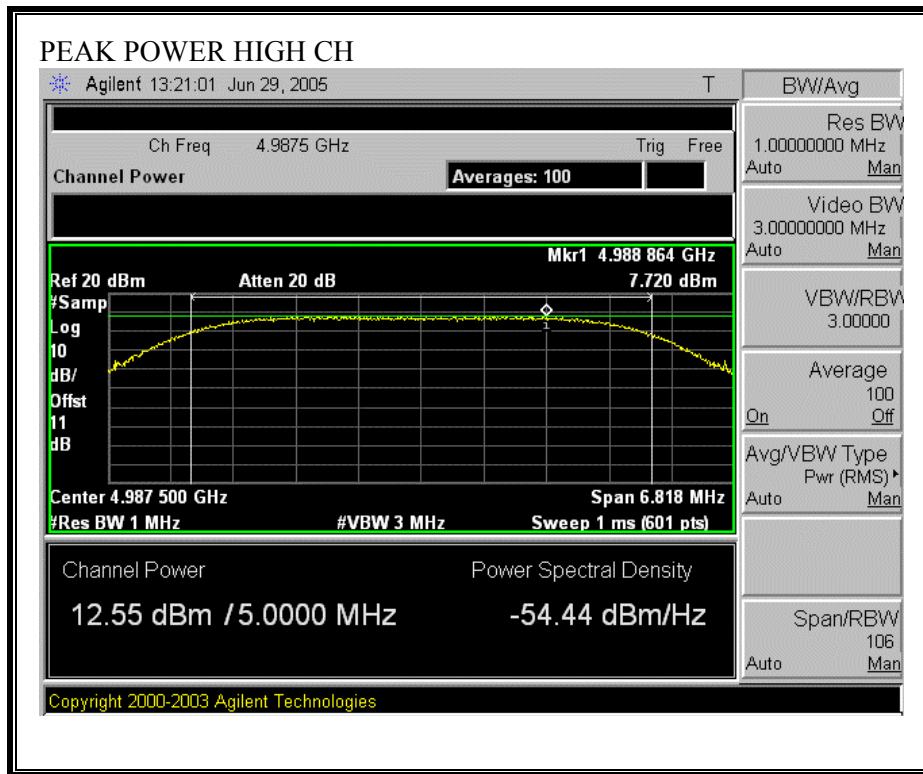 PEAK POWER HIGH CH
Agilent 13:21:01 Jun 29, 2005 T
BW/Avg
Ch Freq 4.9875 GHz Trig Free
Channel Power Averages: 100
Res BW
1.00000000 MHz
Auto Man
Video BW
3.00000000 MHz
Auto Man
VBW/RBW
3.00000
Average
100
On Off
Avg/VBW Type
Pwr (RMS)
Auto Man
Span/RBW
106
Auto Man
Mkr1 4.988 864 GHz
Ref 20 dBm Atten 20 dB 7.720 dBm
#Samp
Log
10
dB/
Offst
11
dB
1
Center 4.987 500 GHz Span 6.818 MHz
#Res BW 1 MHz #VBW 3 MHz Sweep 1 ms (601 pts)
Channel Power Power Spectral Density
12.55 dBm / 5.0000 MHz -54.44 dBm/Hz
Copyright 2000-2003 Agilent Technologies